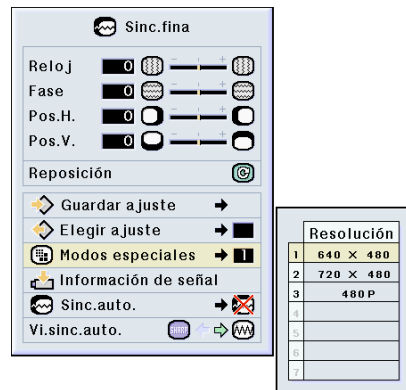 Sinc.fina
Reloj 0 - +
Fase 0 - +
Pos.H. 0 - +
Pos.V. 0 - +
Reposición
Guardar ajuste
Elegir ajuste
Modos especiales 1
Información de señal
Sinc.auto.
Vi.sinc.auto. SHARP
Resolución
1 640 × 480
2 720 × 480
3 480P
4
5
6
7